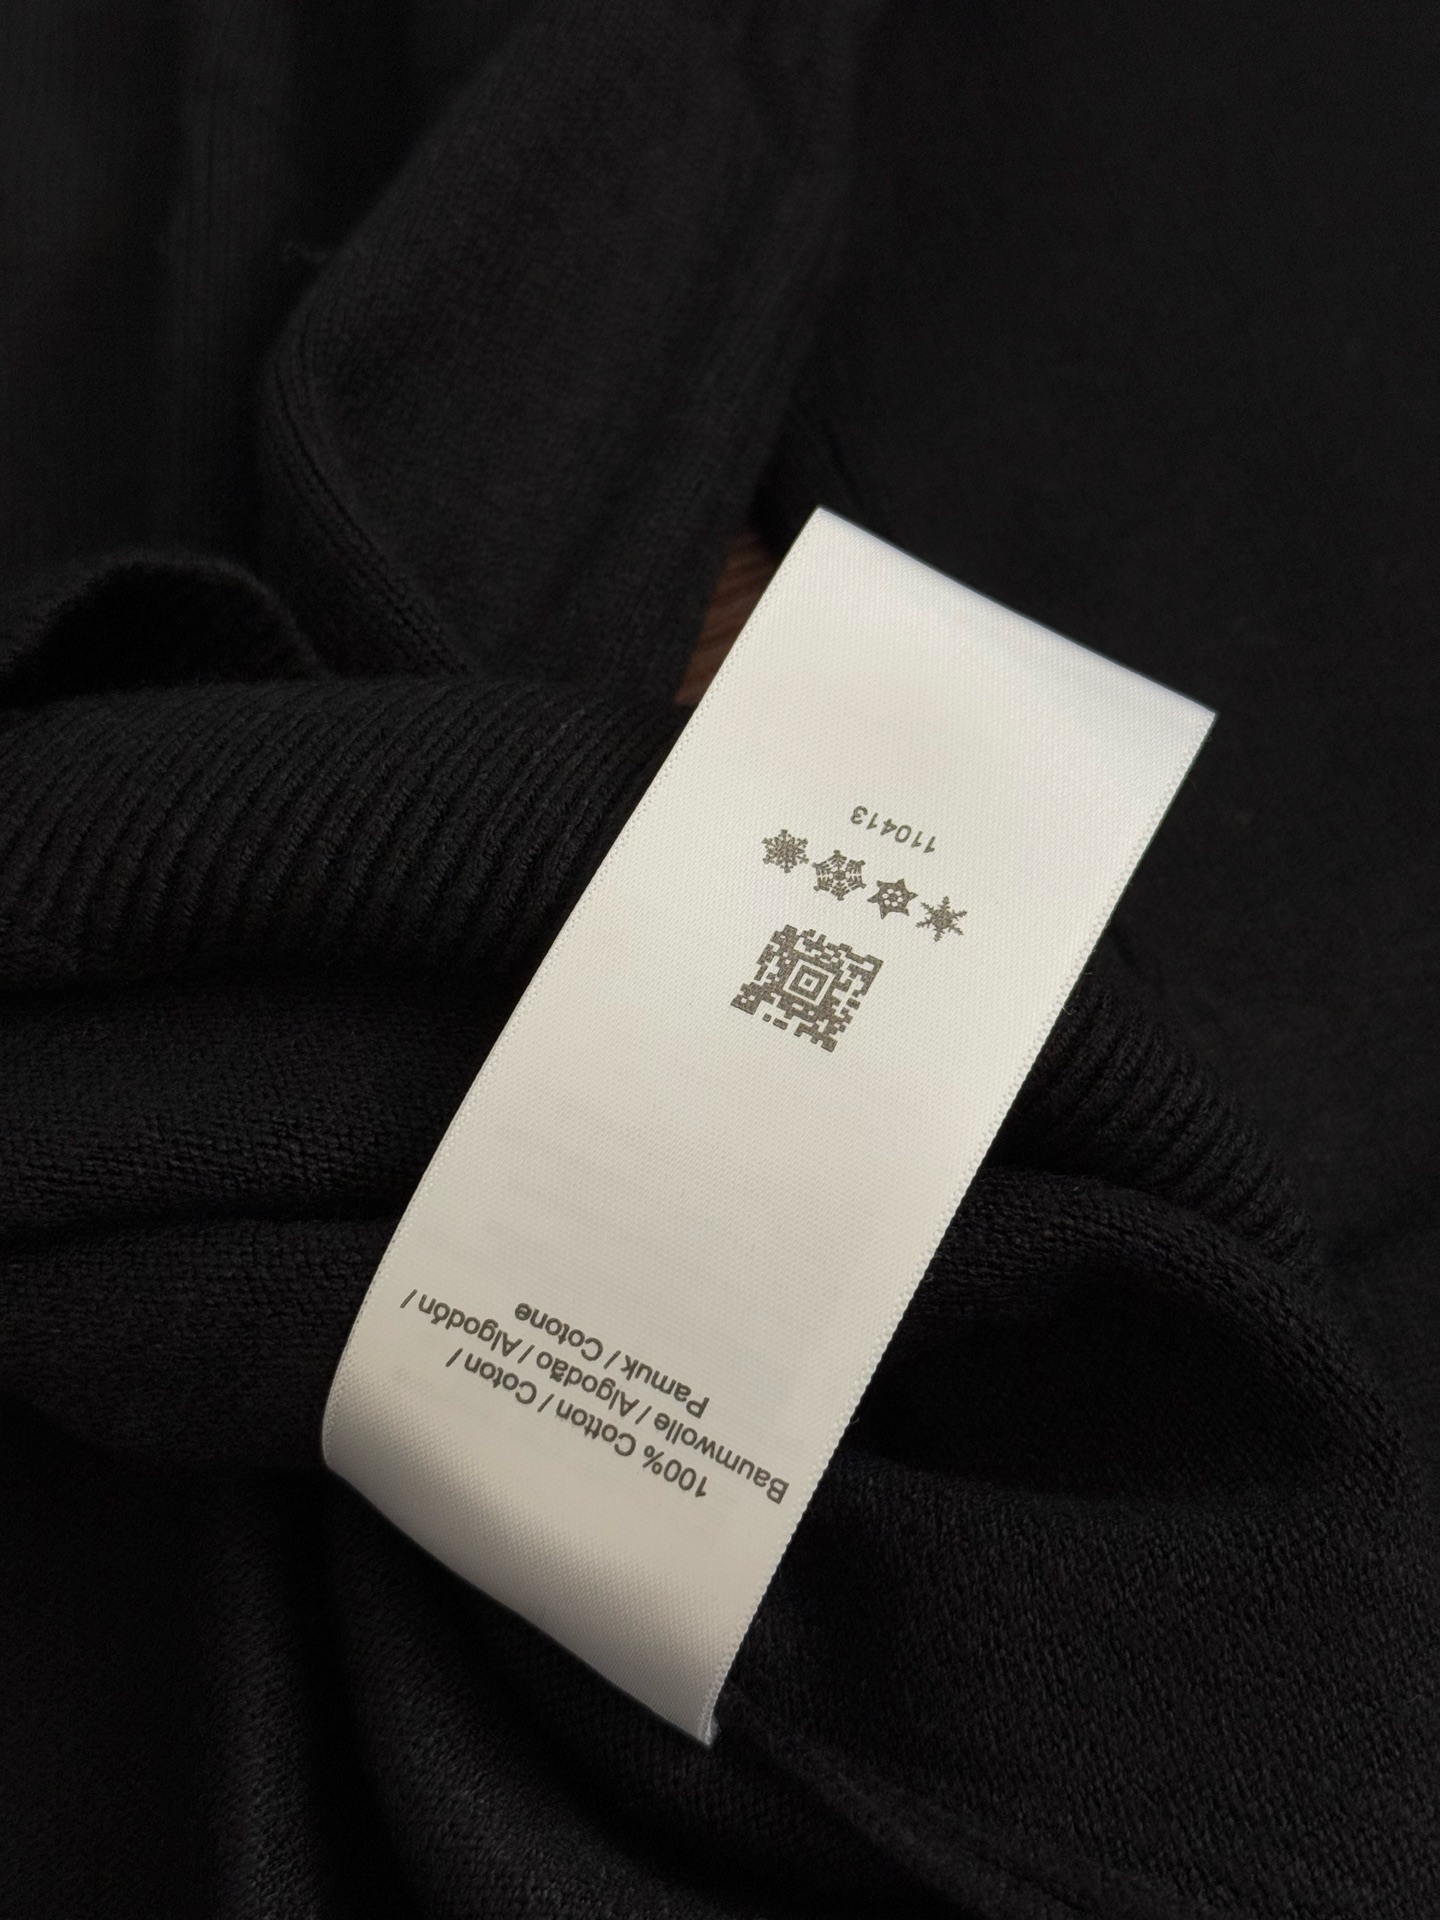 100% Cotton / Coton /
Baumwolle / Algodão / Algodón /
Pamuk / Cotone
110413